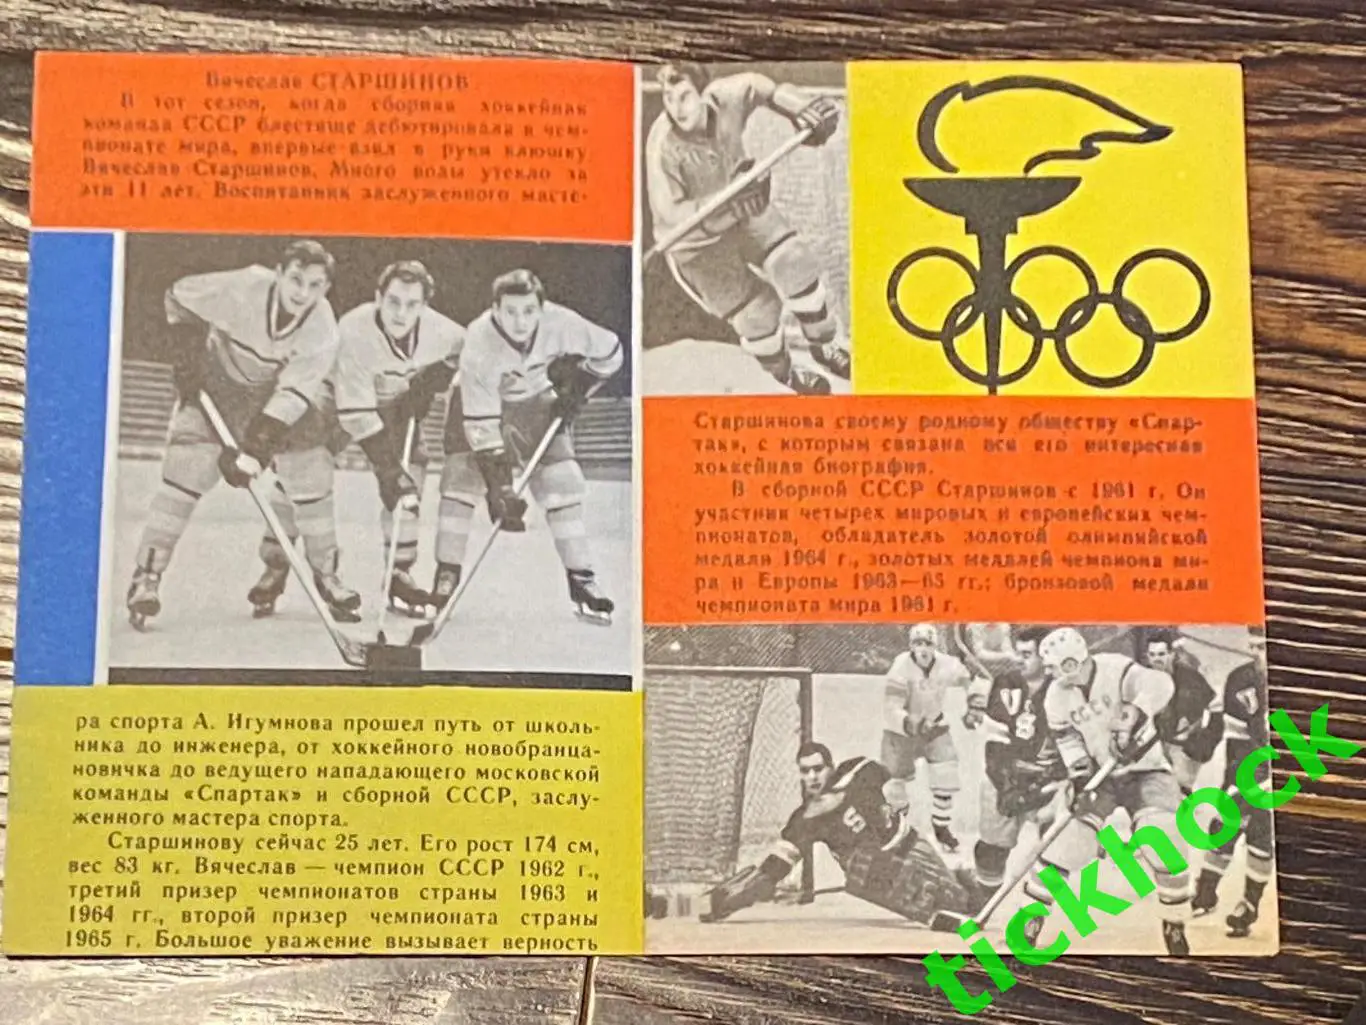 Вячеслав СТАРШИНОВ
В тот сезон, когда сборная хоккейная
команда СССР блестяще дебютировала в чем-
пионате мира, впервые взял в руки клюшку
Вячеслав Старшинов. Много воды утекло за
эти 11 лет. Воспитанник заслуженного масте-
ра спорта А. Игумнова прошел путь от школь-
ника до инженера, от хоккейного новобранца-
новичка до ведущего нападающего московской
команды «Спартак» и сборной СССР, заслу-
женного мастера спорта.
Старшинову сейчас 25 лет. Его рост 174 см,
вес 83 кг. Вячеслав — чемпион СССР 1962 г.,
третий призер чемпионатов страны 1963 и
1964 гг., второй призер чемпионата страны
1965 г. Большое уважение вызывает верность
Старшинова своему родному обществу «Спар-
так», с которым связана вся его интересная
хоккейная биография.
В сборной СССР Старшинов с 1961 г. Он
участник четырех мировых и европейских чем-
пионатов, обладатель золотой олимпийской
медали 1964 г., золотых медалей чемпиона ми-
ра и Европы 1963—65 гг.; бронзовой медали
чемпионата мира 1961 г.
U
S
СССР
U
S
tickhock